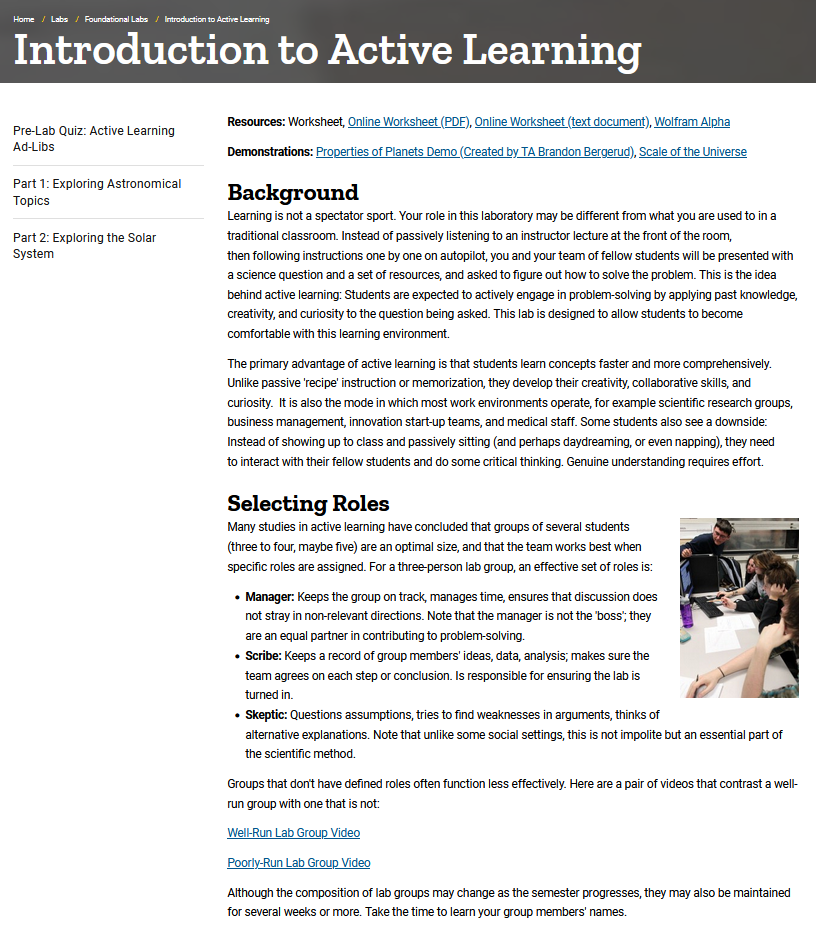 Home / Labs / Foundational Labs / Introduction to Active Learning
Introduction to Active Learning
Pre-Lab Quiz: Active Learning
Ad-Libs
Part 1: Exploring Astronomical
Topics
Part 2: Exploring the Solar
System
Resources: Worksheet, Online Worksheet (PDF), Online Worksheet (text document), Wolfram Alpha
Demonstrations: Properties of Planets Demo (Created by TA Brandon Bergerud), Scale of the Universe
Background
Learning is not a spectator sport. Your role in this laboratory may be different from what you are used to in a
traditional classroom. Instead of passively listening to an instructor lecture at the front of the room,
then following instructions one by one on autopilot, you and your team of fellow students will be presented with
a science question and a set of resources, and asked to figure out how to solve the problem. This is the idea
behind active learning: Students are expected to actively engage in problem-solving by applying past knowledge,
creativity, and curiosity to the question being asked. This lab is designed to allow students to become
comfortable with this learning environment.
The primary advantage of active learning is that students learn concepts faster and more comprehensively.
Unlike passive 'recipe' instruction or memorization, they develop their creativity, collaborative skills, and
curiosity.  It is also the mode in which most work environments operate, for example scientific research groups,
business management, innovation start-up teams, and medical staff. Some students also see a downside:
Instead of showing up to class and passively sitting (and perhaps daydreaming, or even napping), they need
to interact with their fellow students and do some critical thinking. Genuine understanding requires effort.
Selecting Roles
Many studies in active learning have concluded that groups of several students
(three to four, maybe five) are an optimal size, and that the team works best when
specific roles are assigned. For a three-person lab group, an effective set of roles is:
• Manager: Keeps the group on track, manages time, ensures that discussion does
not stray in non-relevant directions. Note that the manager is not the 'boss'; they
are an equal partner in contributing to problem-solving.
• Scribe: Keeps a record of group members' ideas, data, analysis; makes sure the
team agrees on each step or conclusion. Is responsible for ensuring the lab is
turned in.
• Skeptic: Questions assumptions, tries to find weaknesses in arguments, thinks of
alternative explanations. Note that unlike some social settings, this is not impolite but an essential part of
the scientific method.
Groups that don't have defined roles often function less effectively. Here are a pair of videos that contrast a well-
run group with one that is not:
Well-Run Lab Group Video
Poorly-Run Lab Group Video
Although the composition of lab groups may change as the semester progresses, they may also be maintained
for several weeks or more. Take the time to learn your group members' names.